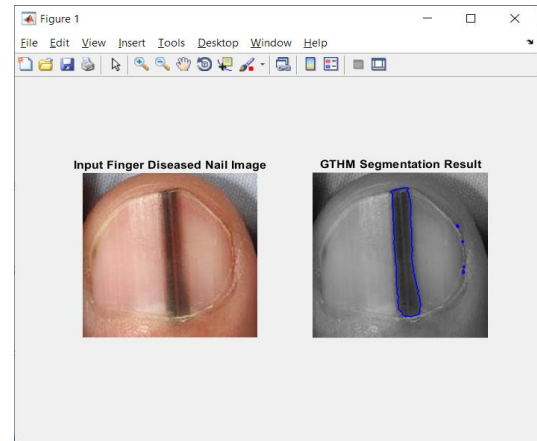 Figure 1
File Edit View Insert Tools Desktop Window Help
Input Finger Diseased Nail Image
GTHM Segmentation Result